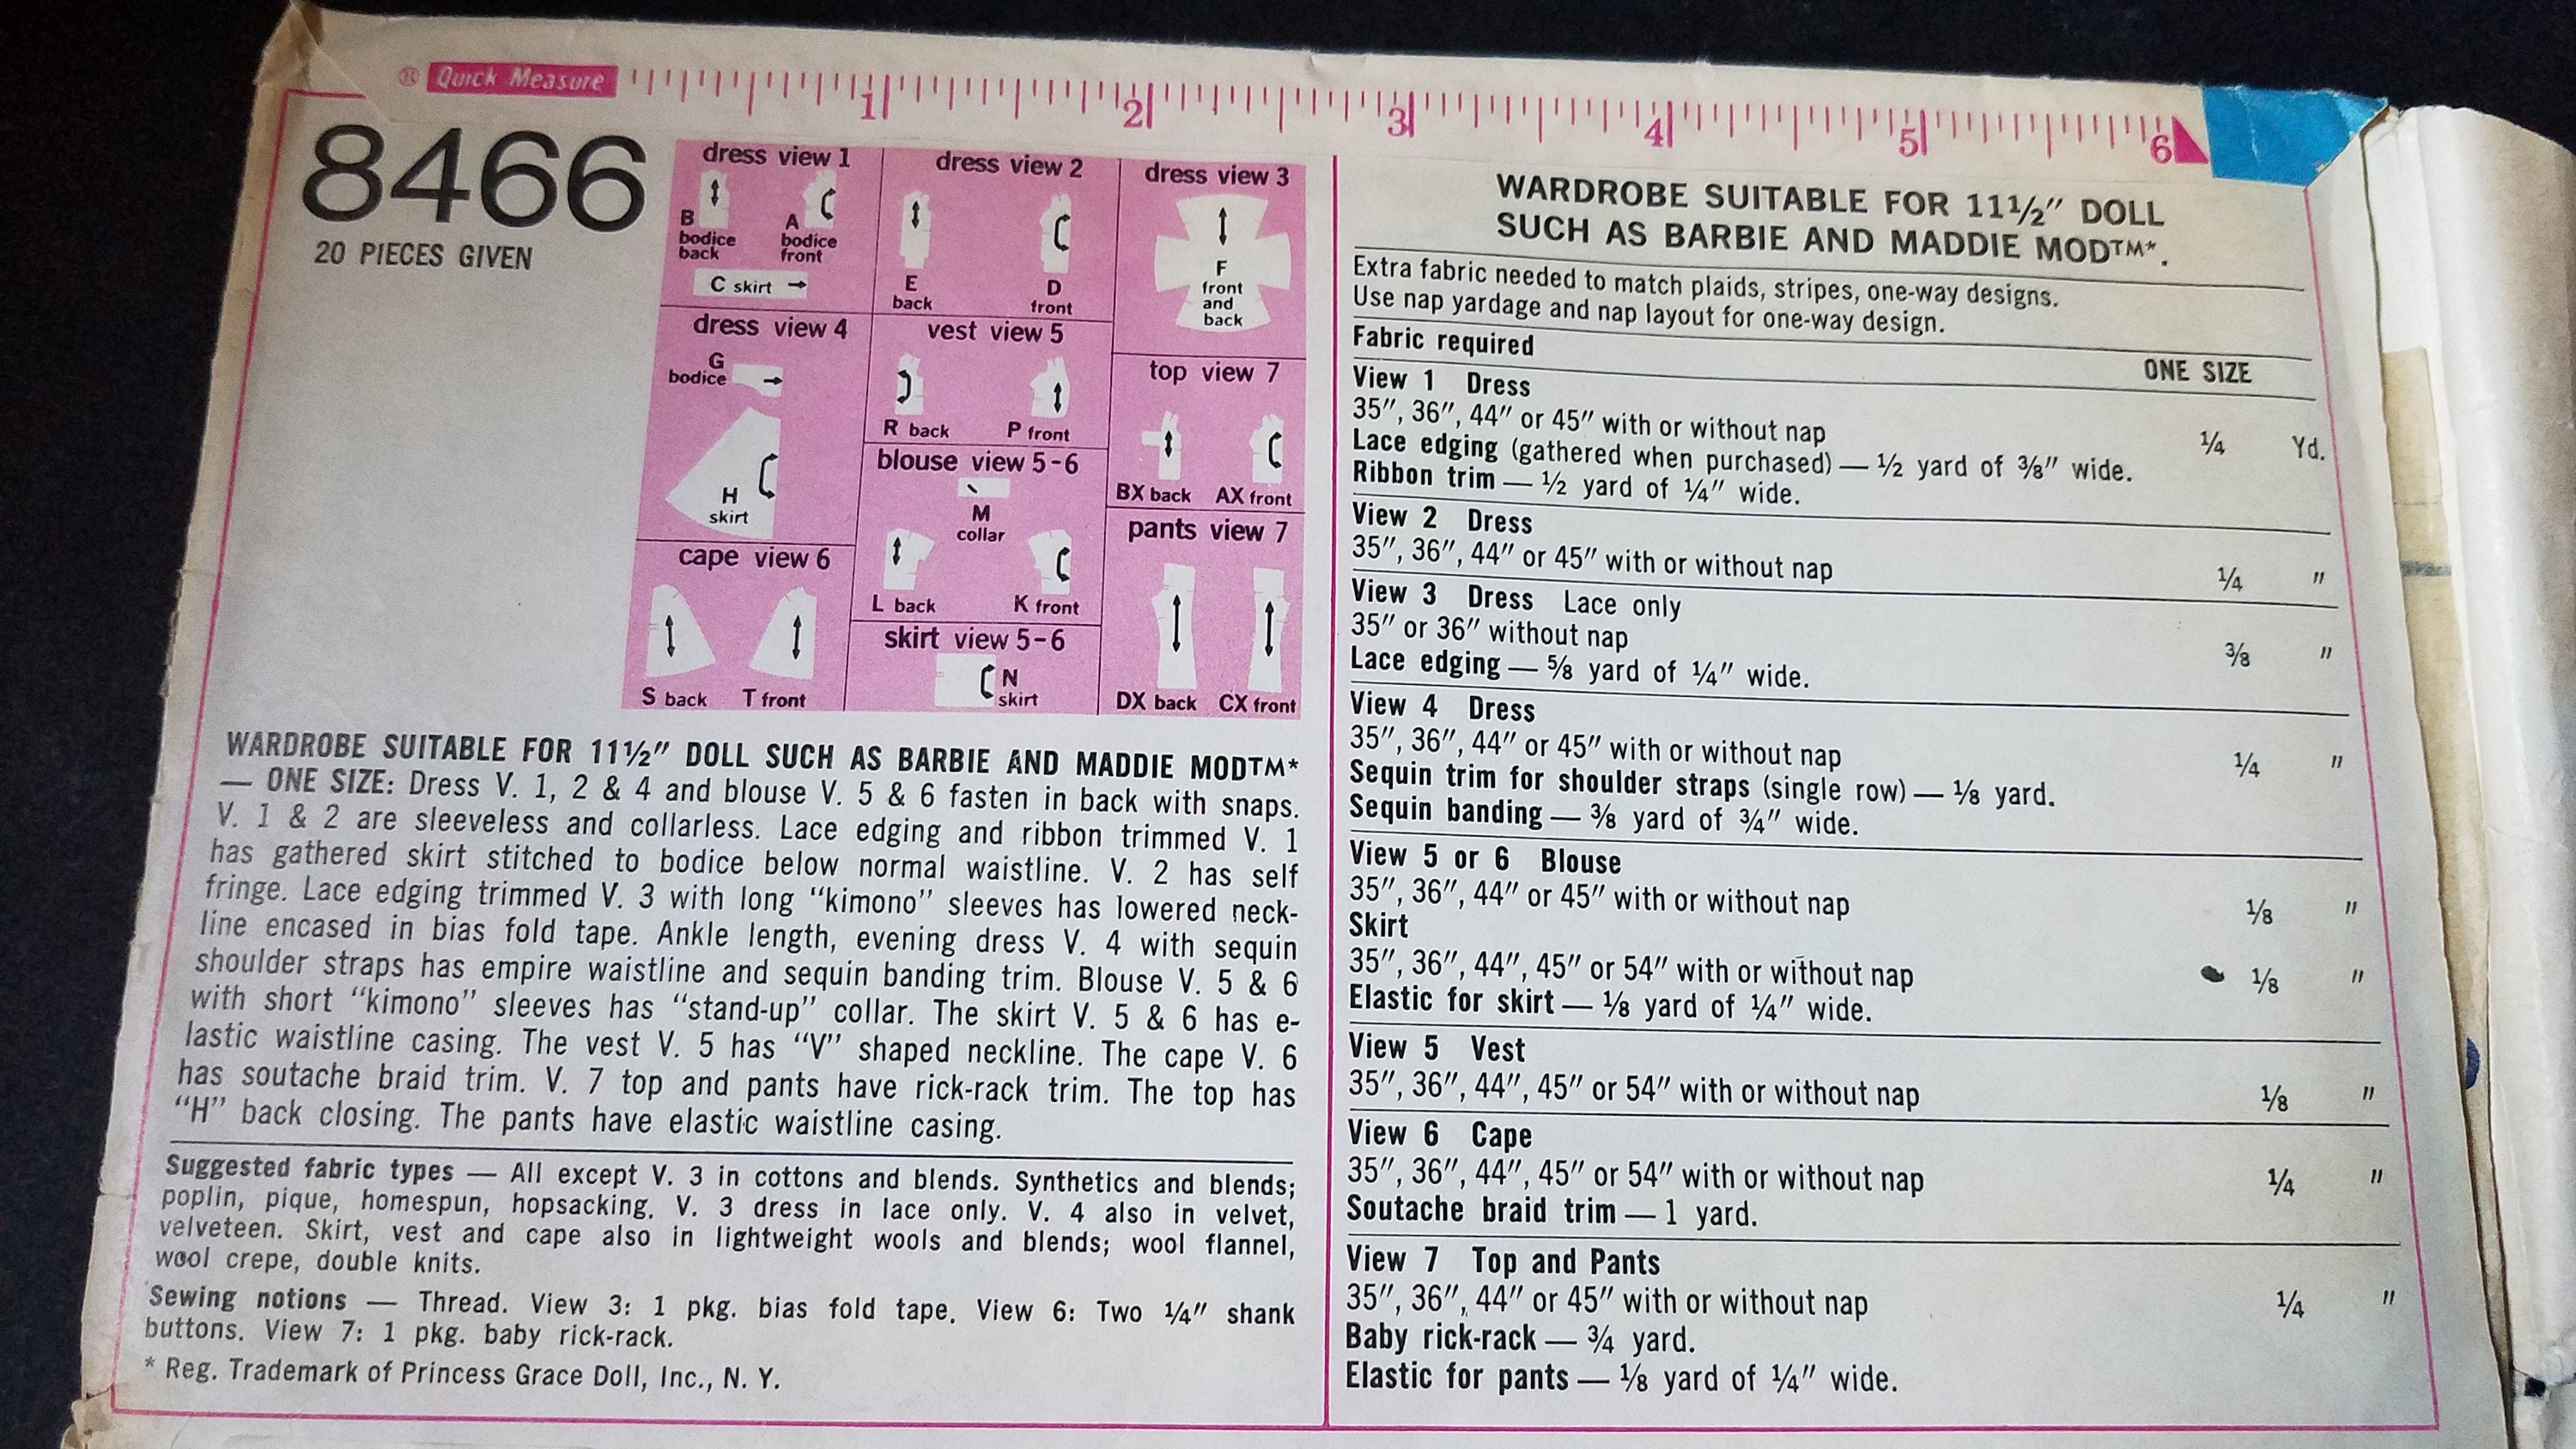 ® Quick Measure
1 2 3 4 5 6
8466
20 PIECES GIVEN
dress view 1
B
bodice
back
A
bodice
front
C skirt
dress view 2
E
back
D
front
dress view 3
F
front
and
back
dress view 4
G
bodice
H
skirt
vest view 5
R back P front
top view 7
BX back AX front
blouse view 5-6
M
collar
L back K front
pants view 7
DX back CX front
cape view 6
S back T front
skirt view 5-6
N
skirt
WARDROBE SUITABLE FOR 11½″ DOLL SUCH AS BARBIE AND MADDIE MOD™*
— ONE SIZE: Dress V. 1, 2 & 4 and blouse V. 5 & 6 fasten in back with snaps.
V. 1 & 2 are sleeveless and collarless. Lace edging and ribbon trimmed V. 1
has gathered skirt stitched to bodice below normal waistline. V. 2 has self
fringe. Lace edging trimmed V. 3 with long "kimono" sleeves has lowered neck-
line encased in bias fold tape. Ankle length, evening dress V. 4 with sequin
shoulder straps has empire waistline and sequin banding trim. Blouse V. 5 & 6
with short "kimono" sleeves has "stand-up" collar. The skirt V. 5 & 6 has e-
lastic waistline casing. The vest V. 5 has "V" shaped neckline. The cape V. 6
has soutache braid trim. V. 7 top and pants have rick-rack trim. The top has
"H" back closing. The pants have elastic waistline casing.
Suggested fabric types — All except V. 3 in cottons and blends. Synthetics and blends;
poplin, pique, homespun, hopsacking. V. 3 dress in lace only. V. 4 also in velvet,
velveteen. Skirt, vest and cape also in lightweight wools and blends; wool flannel,
wool crepe, double knits.
Sewing notions — Thread. View 3: 1 pkg. bias fold tape. View 6: Two ¼″ shank
buttons. View 7: 1 pkg. baby rick-rack.
* Reg. Trademark of Princess Grace Doll, Inc., N. Y.
WARDROBE SUITABLE FOR 11½″ DOLL
SUCH AS BARBIE AND MADDIE MOD™*.
Extra fabric needed to match plaids, stripes, one-way designs.
Use nap yardage and nap layout for one-way design.
Fabric required
ONE SIZE
View 1 Dress
35″, 36″, 44″ or 45″ with or without nap ¼ Yd.
Lace edging (gathered when purchased) — ½ yard of ⅜″ wide.
Ribbon trim — ½ yard of ¼″ wide.
View 2 Dress
35″, 36″, 44″ or 45″ with or without nap ¼ ″
View 3 Dress Lace only
35″ or 36″ without nap ⅜ ″
Lace edging — ⅝ yard of ¼″ wide.
View 4 Dress
35″, 36″, 44″ or 45″ with or without nap ¼ ″
Sequin trim for shoulder straps (single row) — ⅛ yard.
Sequin banding — ⅜ yard of ¾″ wide.
View 5 or 6 Blouse
35″, 36″, 44″ or 45″ with or without nap ⅛ ″
Skirt
35″, 36″, 44″, 45″ or 54″ with or without nap ⅛ ″
Elastic for skirt — ⅛ yard of ¼″ wide.
View 5 Vest
35″, 36″, 44″, 45″ or 54″ with or without nap ⅛ ″
View 6 Cape
35″, 36″, 44″, 45″ or 54″ with or without nap ¼ ″
Soutache braid trim — 1 yard.
View 7 Top and Pants
35″, 36″, 44″ or 45″ with or without nap ¼ ″
Baby rick-rack — ¾ yard.
Elastic for pants — ⅛ yard of ¼″ wide.